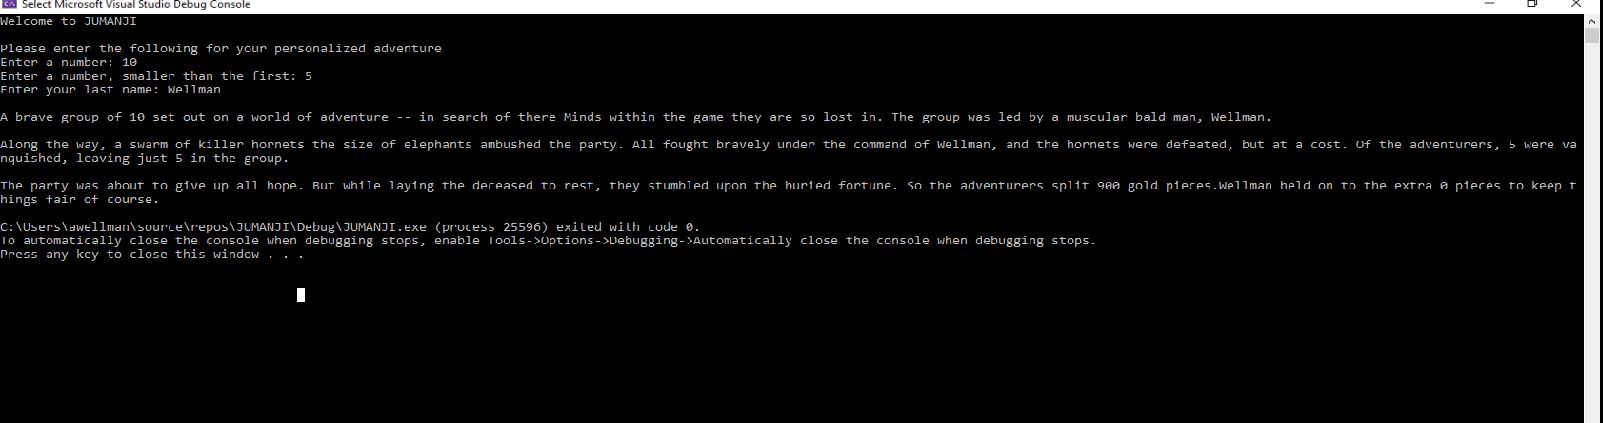 Select Microsoft Visual Studio Debug Console
Welcome to JUMANJI
Please enter the following for your personalized adventure
Enter a number: 10
Enter a number, smaller than the first: 5
Enter your last name: Wellman
A brave group of 10 set out on a world of adventure -- in search of there Minds within the game they are so lost in. The group was led by a muscular bald man, Wellman.
Along the way, a swarm of killer hornets the size of elephants ambushed the party. All fought bravely under the command of Wellman, and the hornets were defeated, but at a cost. Of the adventurers, 5 were va
nquished, leaving just 5 in the group.
The party was about to give up all hope. But while laying the deceased to rest, they stumbled upon the buried fortune. So the adventurers split 900 gold pieces.Wellman held on to the extra 0 pieces to keep t
hings fair of course.
C:\Users\awellman\source\repos\JUMANJI\Debug\JUMANJI.exe (process 25596) exited with code 0.
To automatically close the console when debugging stops, enable Tools->Options->Debugging->Automatically close the console when debugging stops.
Press any key to close this window . . .